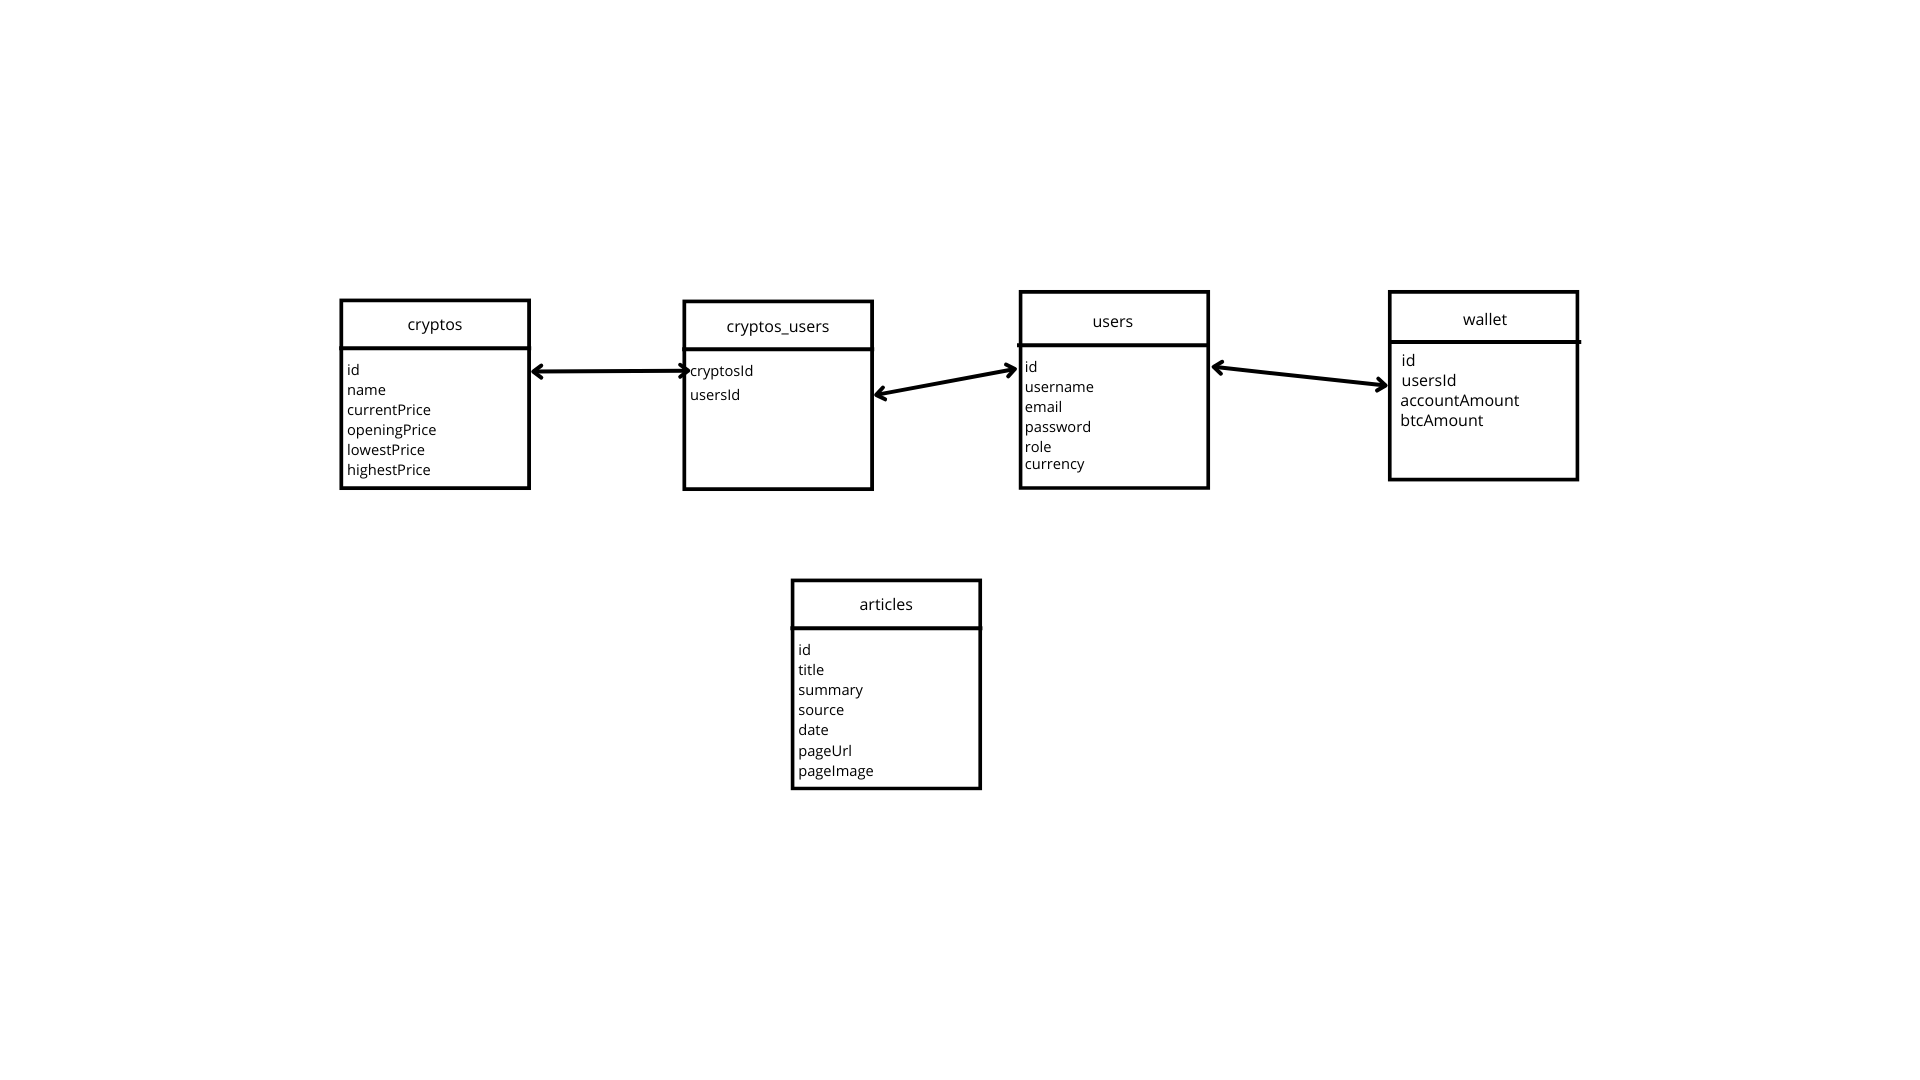 cryptos
id
name
currentPrice
openingPrice
lowestPrice
highestPrice
cryptos_users
cryptosId
usersId
users
id
username
email
password
role
currency
wallet
id
usersId
accountAmount
btcAmount
articles
id
title
summary
source
date
pageUrl
pageImage